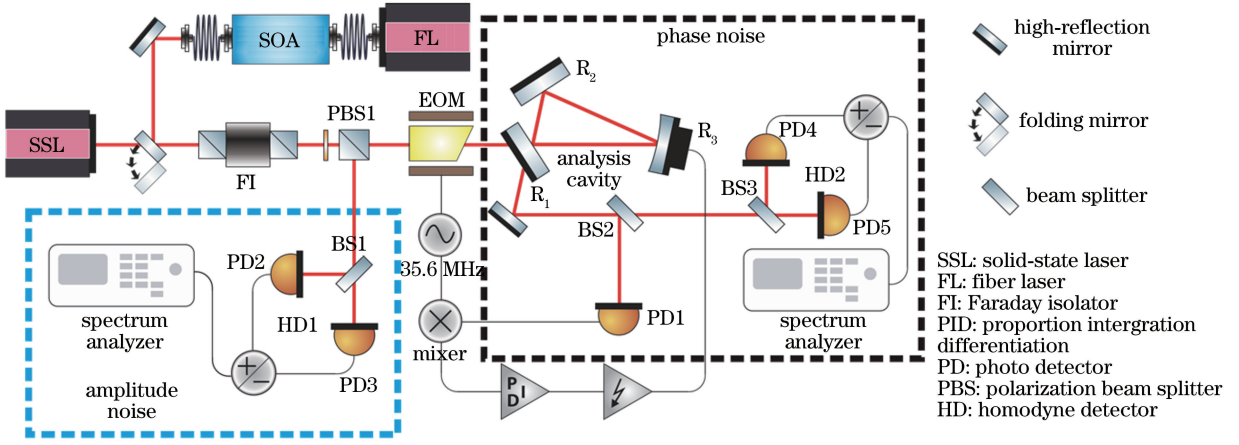 SOA
FL
phase noise
high-reflection
mirror
R2
PBS1
EOM
SSL
FI
R3
PD4
+
−
folding mirror
analysis
cavity
HD2
R1
BS3
beam splitter
BS2
PD5
BS1
PD2
35.6 MHz
SSL: solid-state laser
FL: fiber laser
FI: Faraday isolator
PID: proportion intergration
differentiation
PD: photo detector
PBS: polarization beam splitter
HD: homodyne detector
HD1
spectrum
analyzer
PD1
spectrum
analyzer
mixer
+
−
PD3
amplitude
noise
P I
D